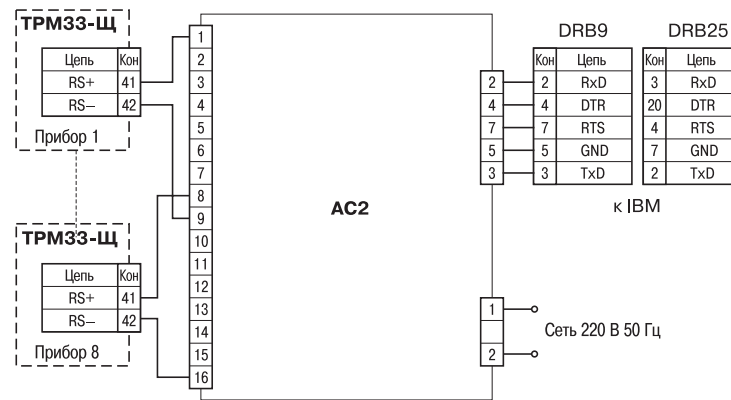 ТРМ33-Щ
Цепь Кон
RS+ 41
RS– 42
Прибор 1
ТРМ33-Щ
Цепь Кон
RS+ 41
RS– 42
Прибор 8
1
2
3
4
5
6
7
8
9
10
11
12
13
14
15
16
АС2
2
4
7
5
3
1
2
DRB9
Кон Цепь
2 RxD
4 DTR
7 RTS
5 GND
3 TxD
DRB25
Кон Цепь
3 RxD
20 DTR
4 RTS
7 GND
2 TxD
к IBM
Сеть 220 В 50 Гц